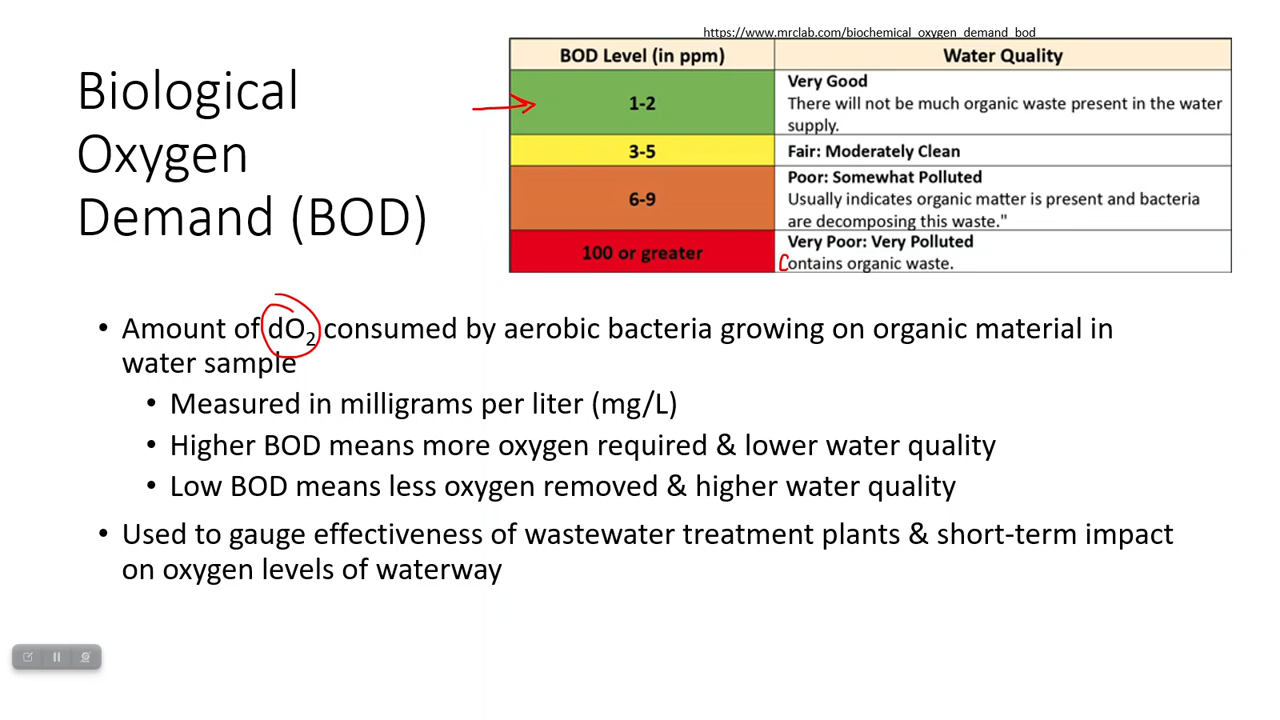 https://www.mrclab.com/biochemical_oxygen_demand_bod
Biological
Oxygen
Demand (BOD)
BOD Level (in ppm) Water Quality
1-2 Very Good
There will not be much organic waste present in the water
supply.
3-5 Fair: Moderately Clean
6-9 Poor: Somewhat Polluted
Usually indicates organic matter is present and bacteria
are decomposing this waste."
100 or greater Very Poor: Very Polluted
Contains organic waste.
• Amount of dO₂ consumed by aerobic bacteria growing on organic material in
water sample
• Measured in milligrams per liter (mg/L)
• Higher BOD means more oxygen required & lower water quality
• Low BOD means less oxygen removed & higher water quality
• Used to gauge effectiveness of wastewater treatment plants & short-term impact
on oxygen levels of waterway